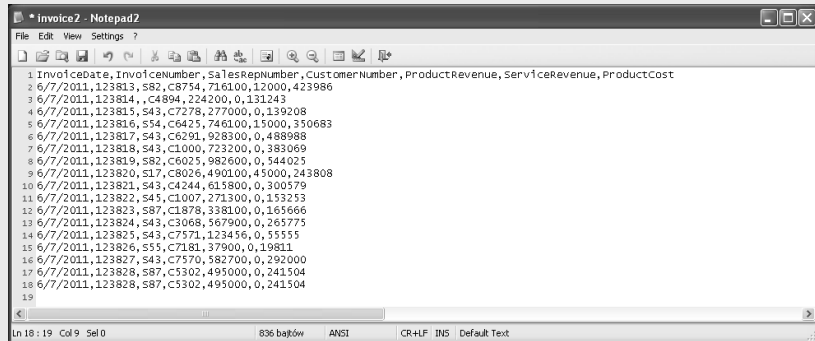 * invoice2 - Notepad2
File Edit View Settings ?
1 InvoiceDate,InvoiceNumber,SalesRepNumber,CustomerNumber,ProductRevenue,ServiceRevenue,ProductCost
2 6/7/2011,123813,S82,C8754,716100,12000,423986
3 6/7/2011,123814,,C4894,224200,0,131243
4 6/7/2011,123815,S43,C7278,277000,0,139208
5 6/7/2011,123816,S54,C6425,746100,15000,350683
6 6/7/2011,123817,S43,C6291,928300,0,488988
7 6/7/2011,123818,S43,C1000,723200,0,383069
8 6/7/2011,123819,S82,C6025,982600,0,544025
9 6/7/2011,123820,S17,C8026,490100,45000,243808
10 6/7/2011,123821,S43,C4244,615800,0,300579
11 6/7/2011,123822,S45,C1007,271300,0,153253
12 6/7/2011,123823,S87,C1878,338100,0,165666
13 6/7/2011,123824,S43,C3068,567900,0,265775
14 6/7/2011,123825,S43,C7571,123456,0,55555
15 6/7/2011,123826,S55,C7181,37900,0,19811
16 6/7/2011,123827,S43,C7570,582700,0,292000
17 6/7/2011,123828,S87,C5302,495000,0,241504
18 6/7/2011,123828,S87,C5302,495000,0,241504
19
Ln 18 : 19 Col 9 Sel 0 836 bajtów ANSI CR+LF INS Default Text